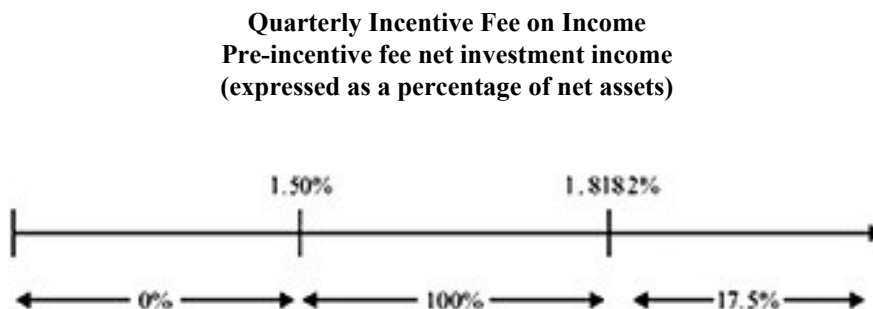 Quarterly Incentive Fee on Income
Pre-incentive fee net investment income
(expressed as a percentage of net assets)
1.50% 1.8182%
0% 100% 17.5%